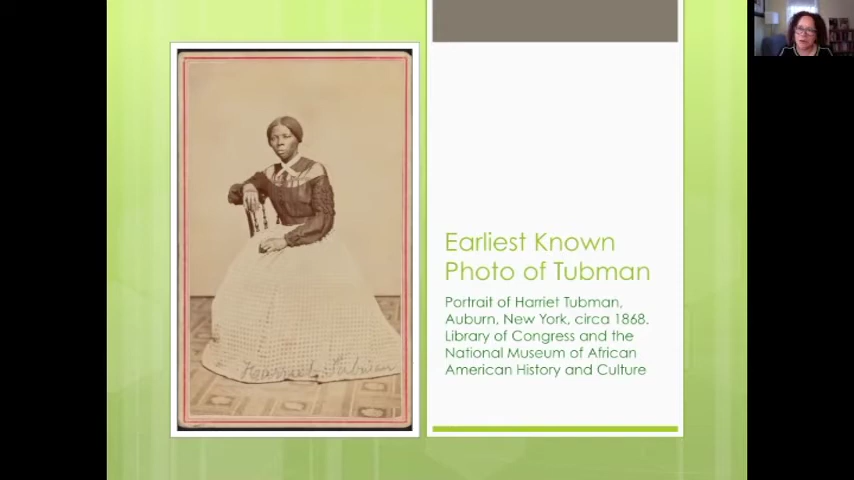 Harriet Tubman
Earliest Known
Photo of Tubman
Portrait of Harriet Tubman,
Auburn, New York, circa 1868.
Library of Congress and the
National Museum of African
American History and Culture